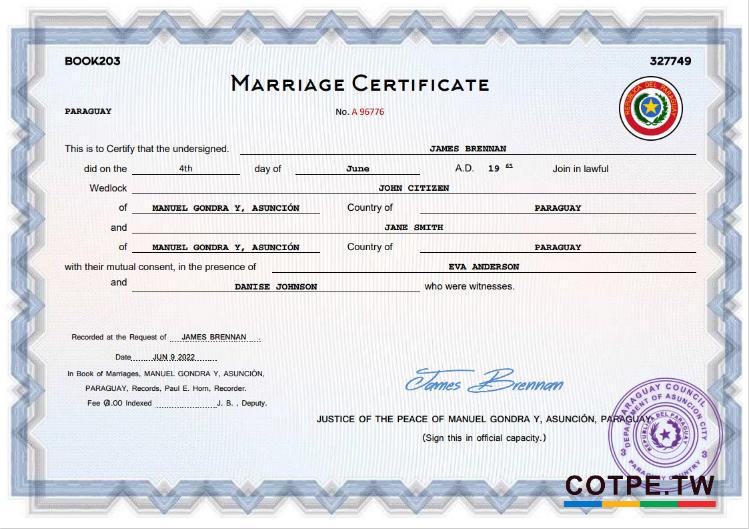 BOOK203
327749
MARRIAGE CERTIFICATE
PARAGUAY
No. A 96776
REPUBLICA DEL PARAGUAY
This is to Certify that the undersigned. JAMES BRENNAN
did on the 4th day of June A.D. 19 61 Join in lawful
Wedlock JOHN CITIZEN
of MANUEL GONDRA Y, ASUNCIÓN Country of PARAGUAY
and JANE SMITH
of MANUEL GONDRA Y, ASUNCIÓN Country of PARAGUAY
with their mutual consent, in the presence of EVA ANDERSON
and DANISE JOHNSON who were witnesses.
Recorded at the Request of JAMES BRENNAN
Date JUN 9 2022
In Book of Marriages, MANUEL GONDRA Y, ASUNCIÓN,
PARAGUAY, Records, Paul E. Horn, Recorder.
Fee .00 Indexed J. B. , Deputy.
James Brennan
JUSTICE OF THE PEACE OF MANUEL GONDRA Y, ASUNCIÓN, PARAGUAY
(Sign this in official capacity.)
PARAGUAY COUNCIL
DEPARTMENT OF ASUNCION CITY
REPUBLICA DEL PARAGUAY
COUNTRY
COTPE.TW